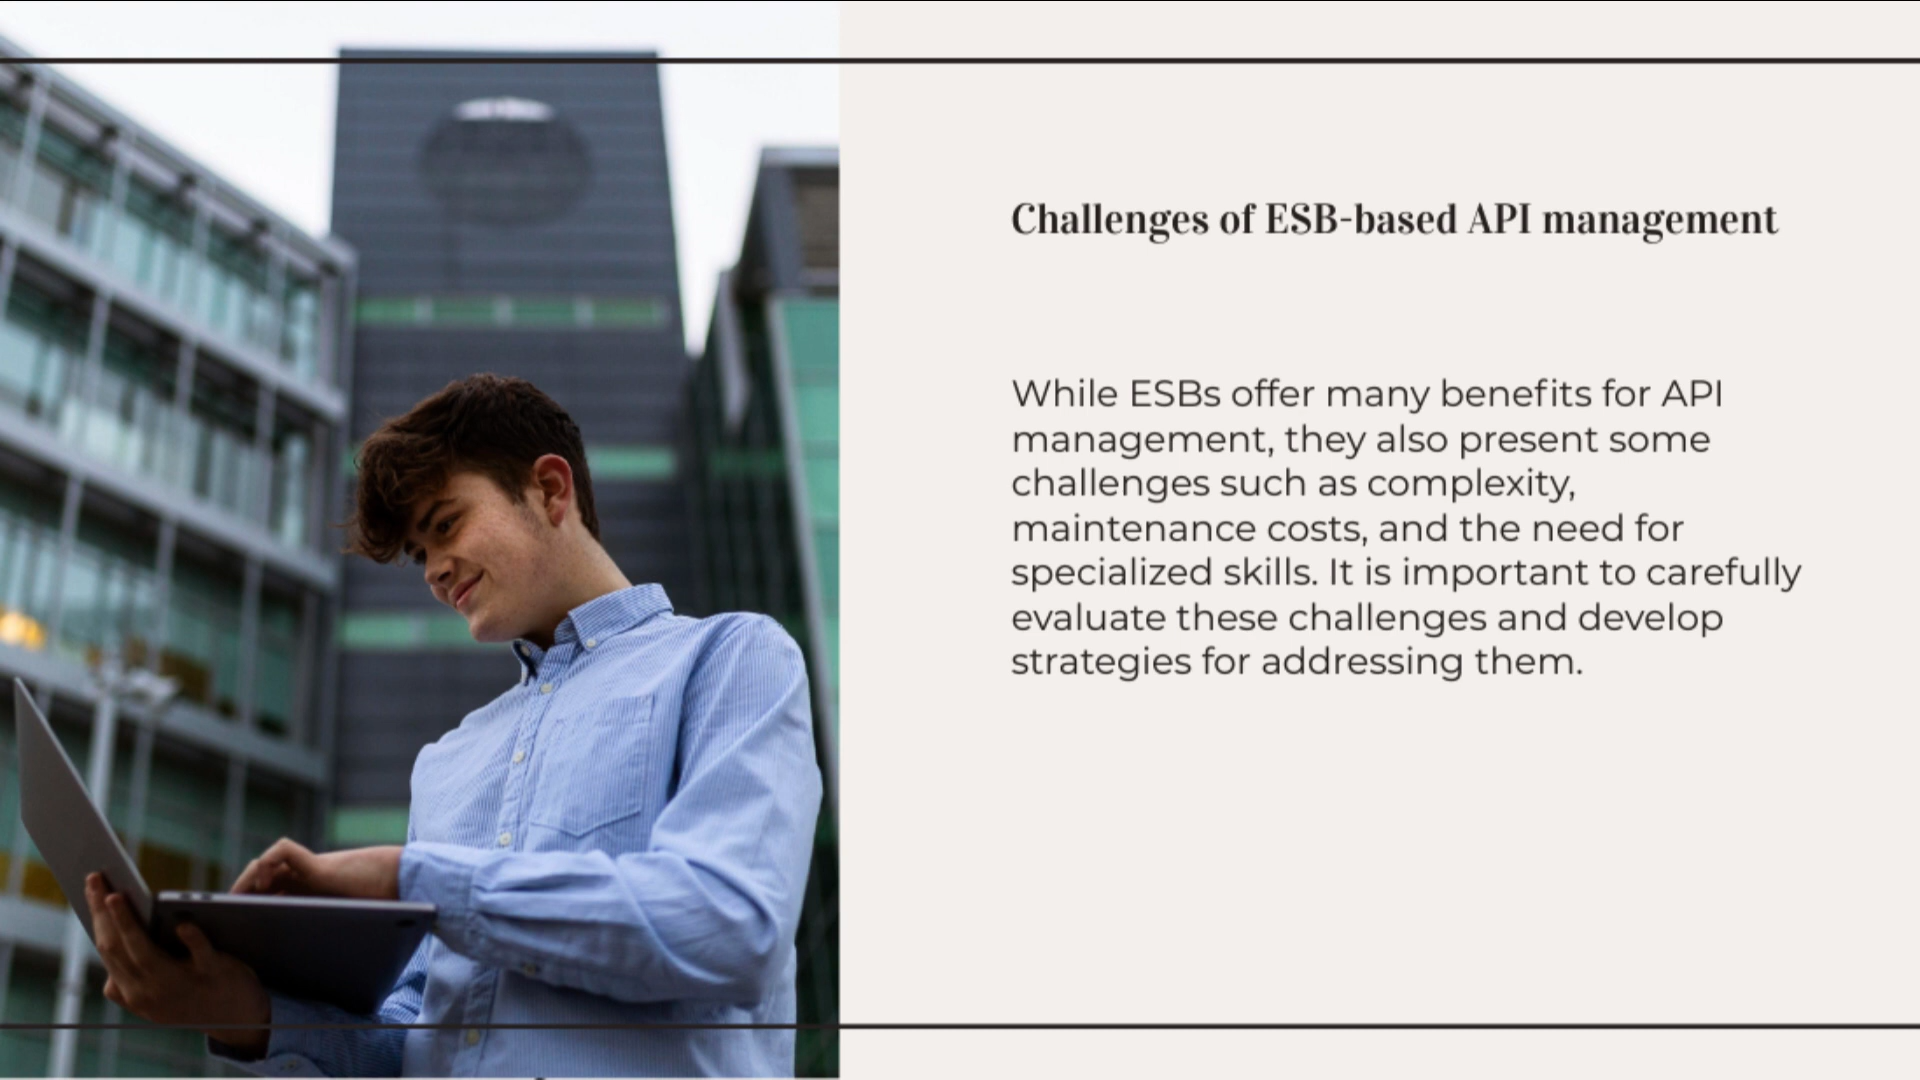 Challenges of ESB-based API management
While ESBs offer many benefits for API
management, they also present some
challenges such as complexity,
maintenance costs, and the need for
specialized skills. It is important to carefully
evaluate these challenges and develop
strategies for addressing them.